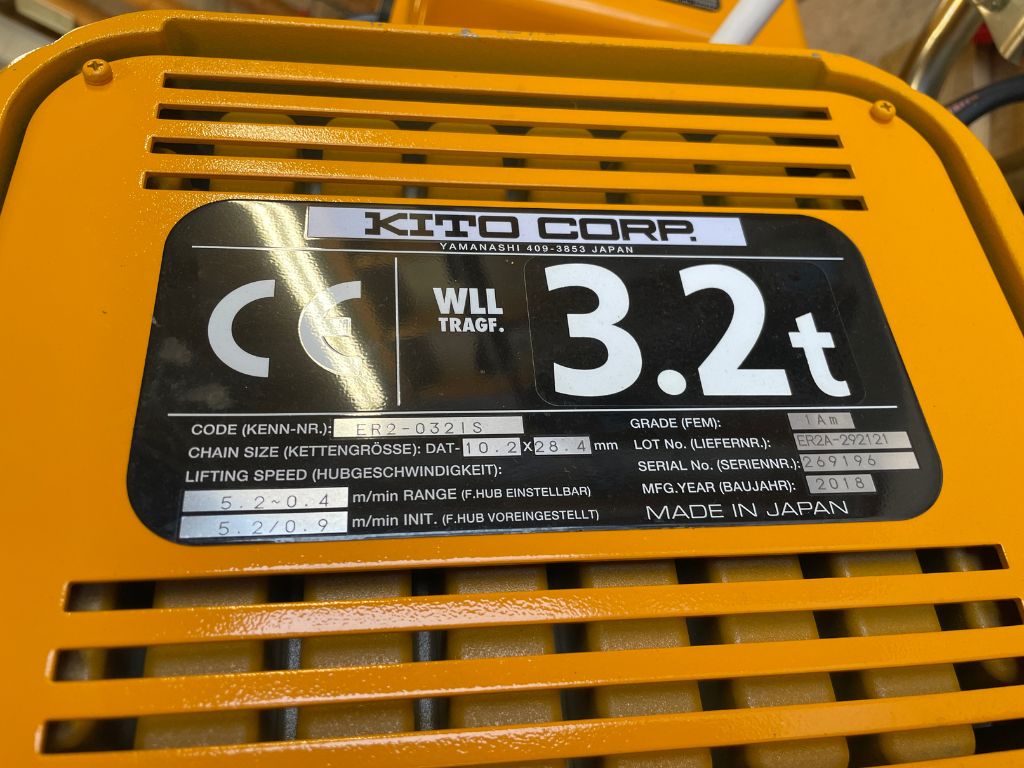 KITO CORP.
YAMANASHI 409-3853 JAPAN
CE
WLL
TRAGF.
3.2t
CODE (KENN-NR.): ER2-032IS
CHAIN SIZE (KETTENGRÖSSE): DAT-10.2X28.4 mm
LIFTING SPEED (HUBGESCHWINDIGKEIT):
5.2~0.4 m/min RANGE (F.HUB EINSTELLBAR)
5.2/0.9 m/min INIT. (F.HUB VOREINGESTELLT)
GRADE (FEM): 1Am
LOT No. (LIEFERNR.): ER2A-292121
SERIAL No. (SERIENNR.): 269196
MFG.YEAR (BAUJAHR): 2018
MADE IN JAPAN